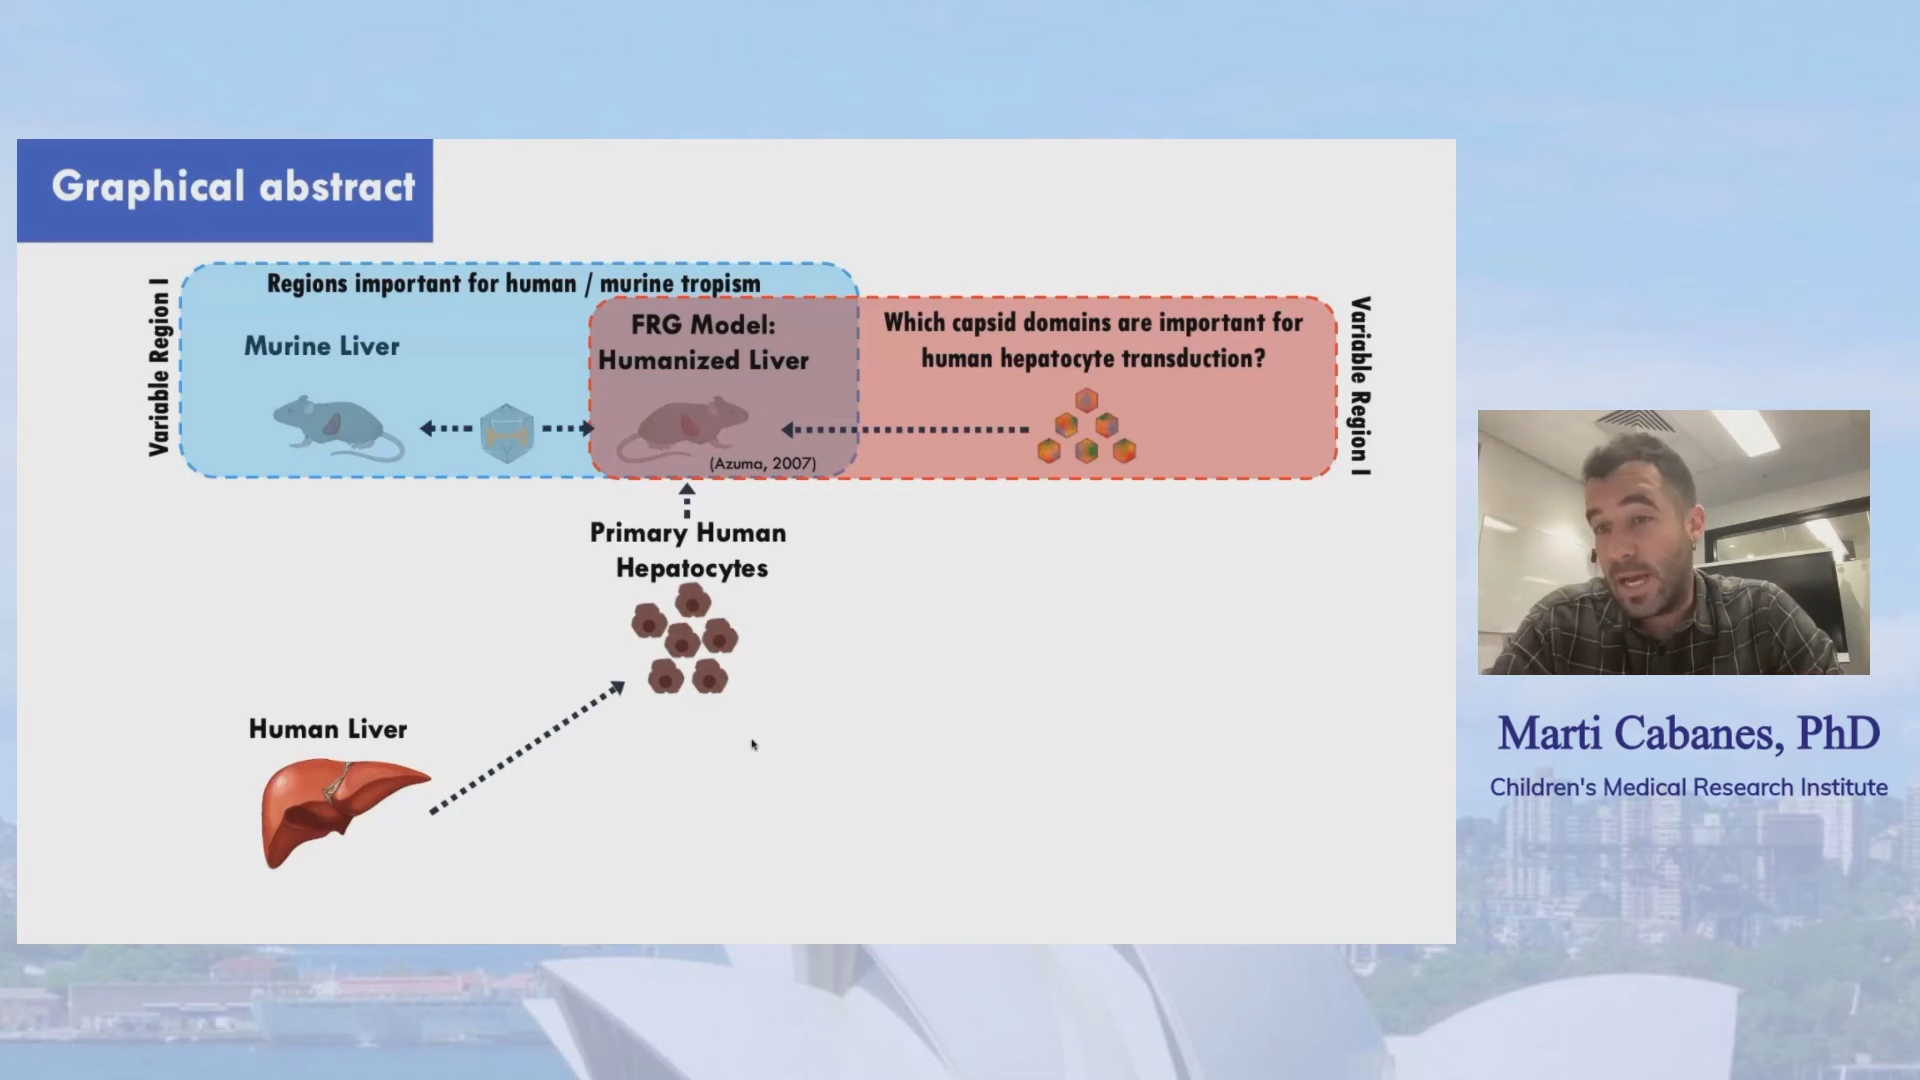 Graphical abstract
Variable Region I
Regions important for human / murine tropism
Murine Liver
FRG Model:
Humanized Liver
(Azuma, 2007)
Which capsid domains are important for
human hepatocyte transduction?
Variable Region I
Primary Human
Hepatocytes
Human Liver
Marti Cabanes, PhD
Children's Medical Research Institute